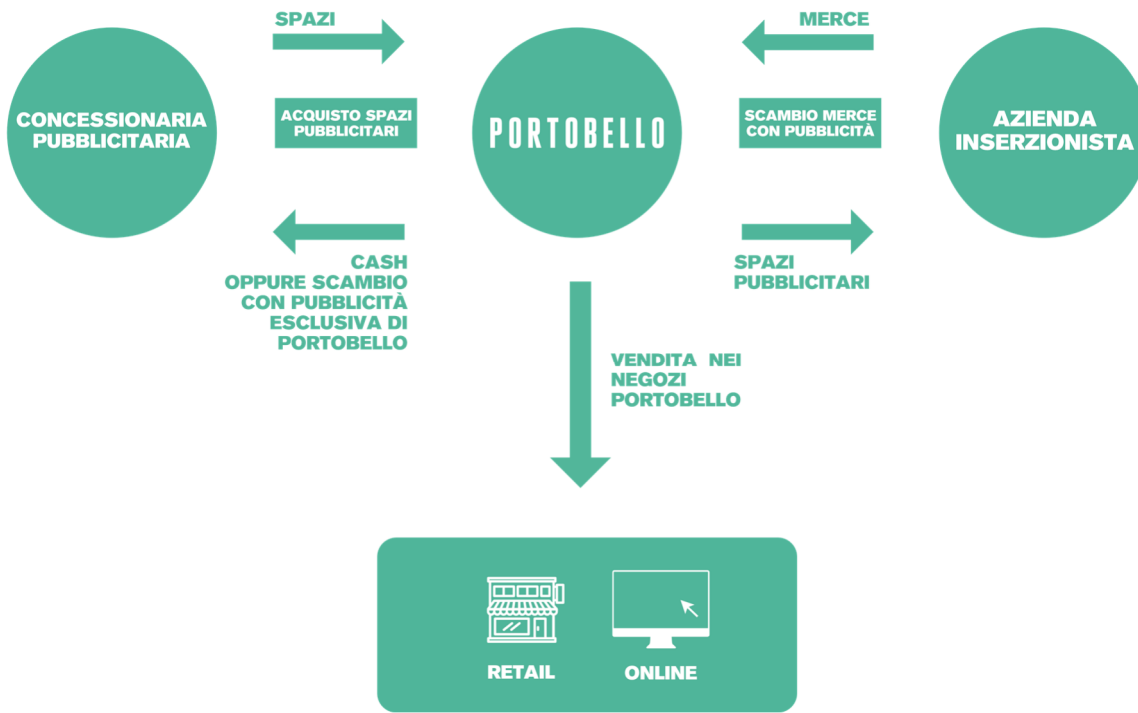 SPAZI
MERCE
CONCESSIONARIA
PUBBLICITARIA
ACQUISTO SPAZI
PUBBLICITARI
PORTOBELLO
SCAMBIO MERCE
CON PUBBLICITÀ
AZIENDA
INSERZIONISTA
CASH
OPPURE SCAMBIO
CON PUBBLICITÀ
ESCLUSIVA DI
PORTOBELLO
SPAZI
PUBBLICITARI
VENDITA NEI
NEGOZI
PORTOBELLO
RETAIL
ONLINE